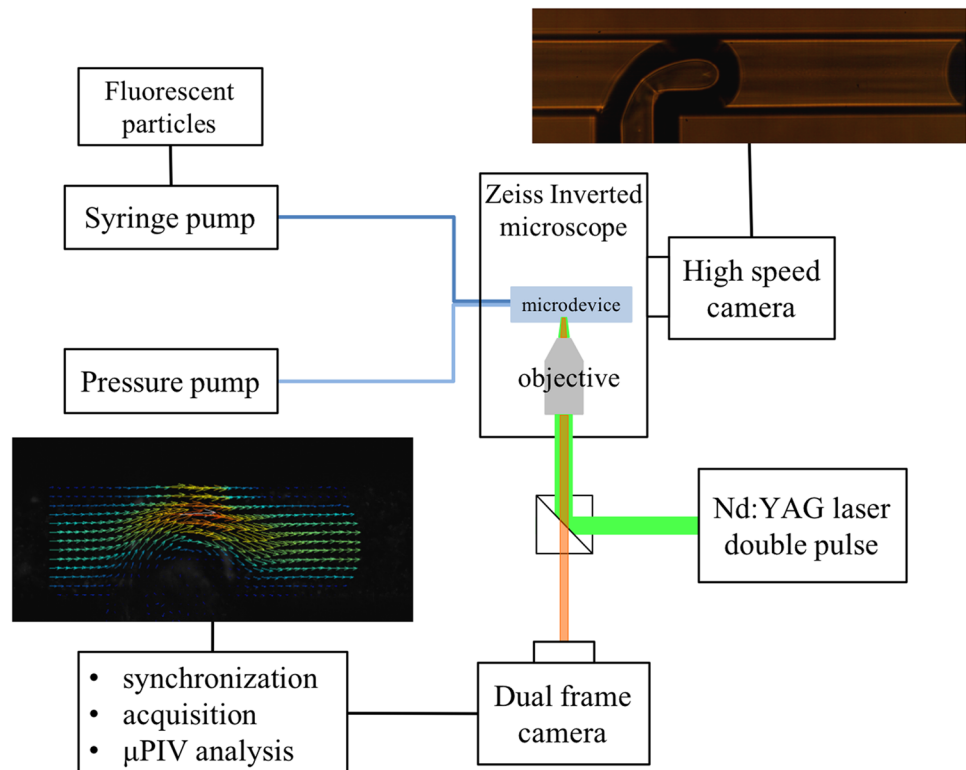 Fluorescent
particles
Syringe pump
Pressure pump
Zeiss Inverted
microscope
microdevice
objective
High speed
camera
Nd:YAG laser
double pulse
Dual frame
camera
• synchronization
• acquisition
• μPIV analysis